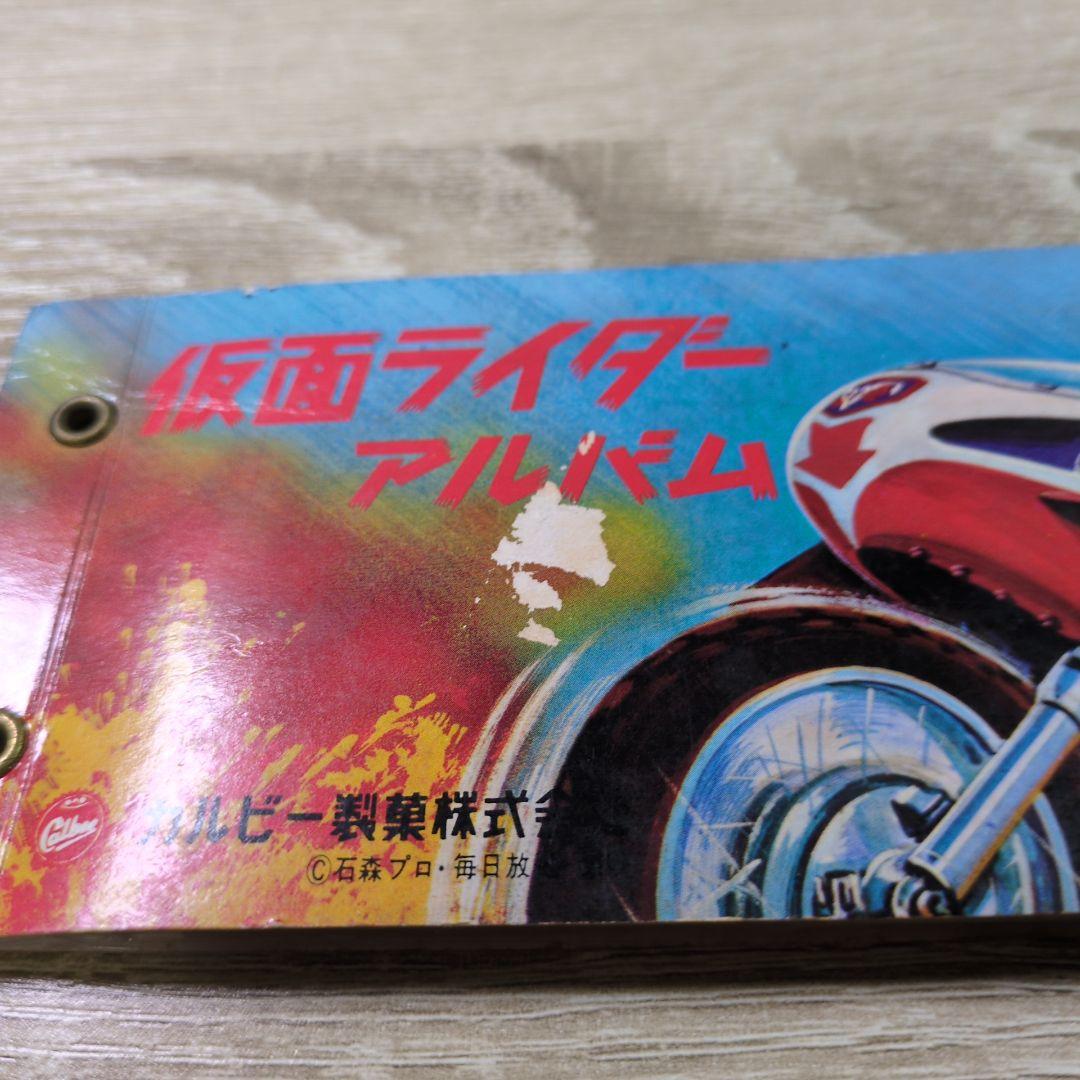 仮面ライダー
アルバム
Calbee
カルビー製菓株式会社
©石森プロ・毎日放